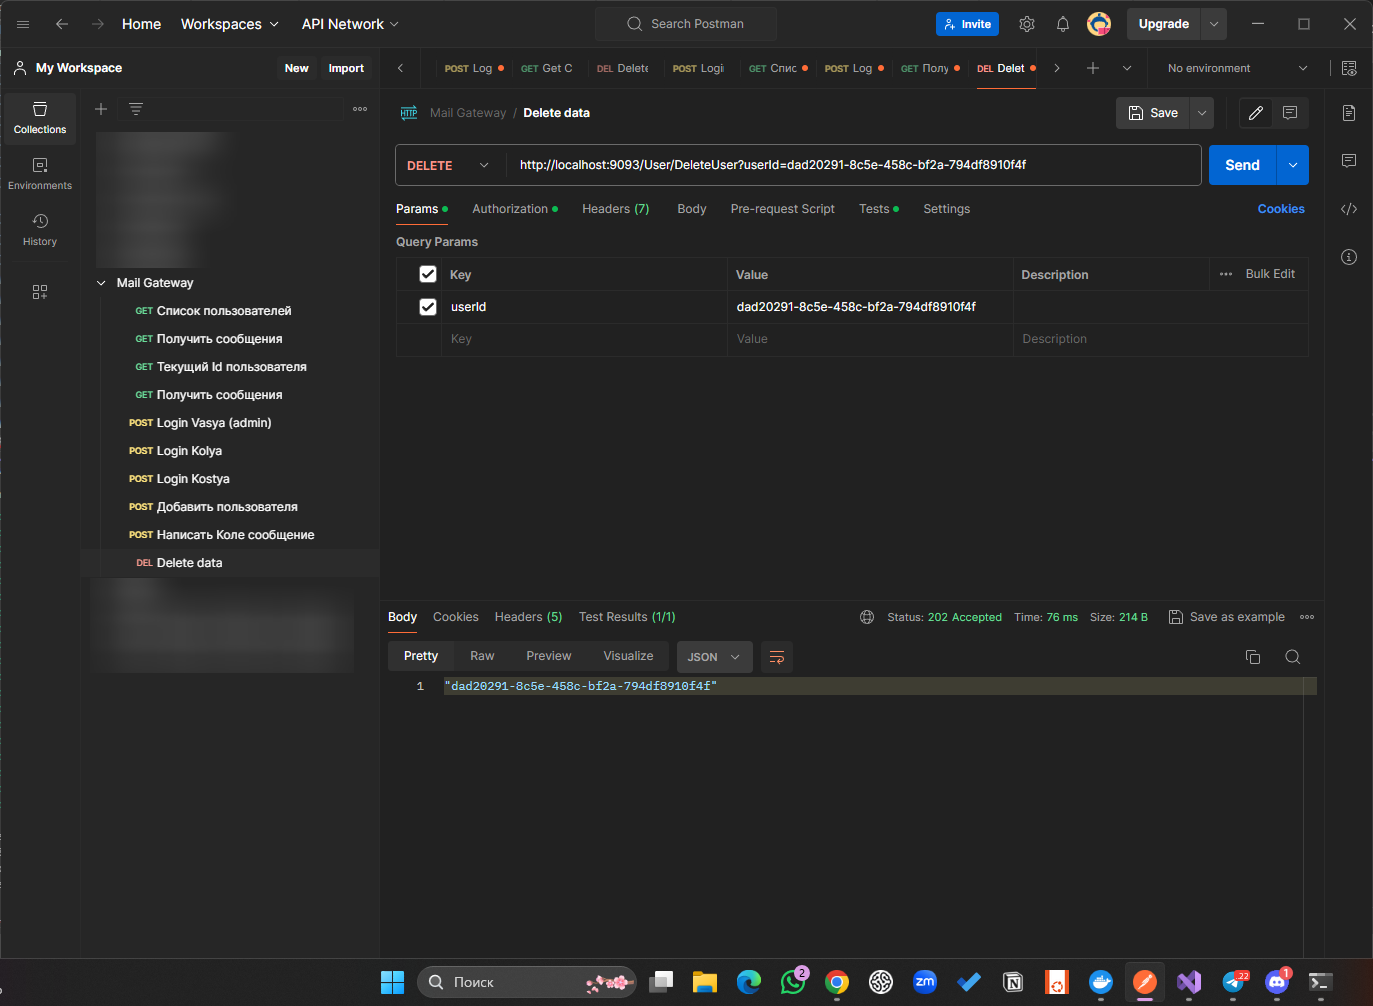 Home Workspaces API Network Search Postman Invite Upgrade
My Workspace New Import POST Log GET Get C DEL Delete POST Logi GET Спис POST Log GET Полу DEL Delet No environment
Collections
Environments
History
HTTP Mail Gateway / Delete data Save
DELETE http://localhost:9093/User/DeleteUser?userId=dad20291-8c5e-458c-bf2a-794df8910f4f Send
Params Authorization Headers (7) Body Pre-request Script Tests Settings Cookies
Query Params
Key Value Description Bulk Edit
userId dad20291-8c5e-458c-bf2a-794df8910f4f
Key Value Description
Mail Gateway
GET Список пользователей
GET Получить сообщения
GET Текущий Id пользователя
GET Получить сообщения
POST Login Vasya (admin)
POST Login Kolya
POST Login Kostya
POST Добавить пользователя
POST Написать Коле сообщение
DEL Delete data
Body Cookies Headers (5) Test Results (1/1) Status: 202 Accepted Time: 76 ms Size: 214 B Save as example
Pretty Raw Preview Visualize JSON
1 "dad20291-8c5e-458c-bf2a-794df8910f4f"
Поиск 2 zm N 22 1